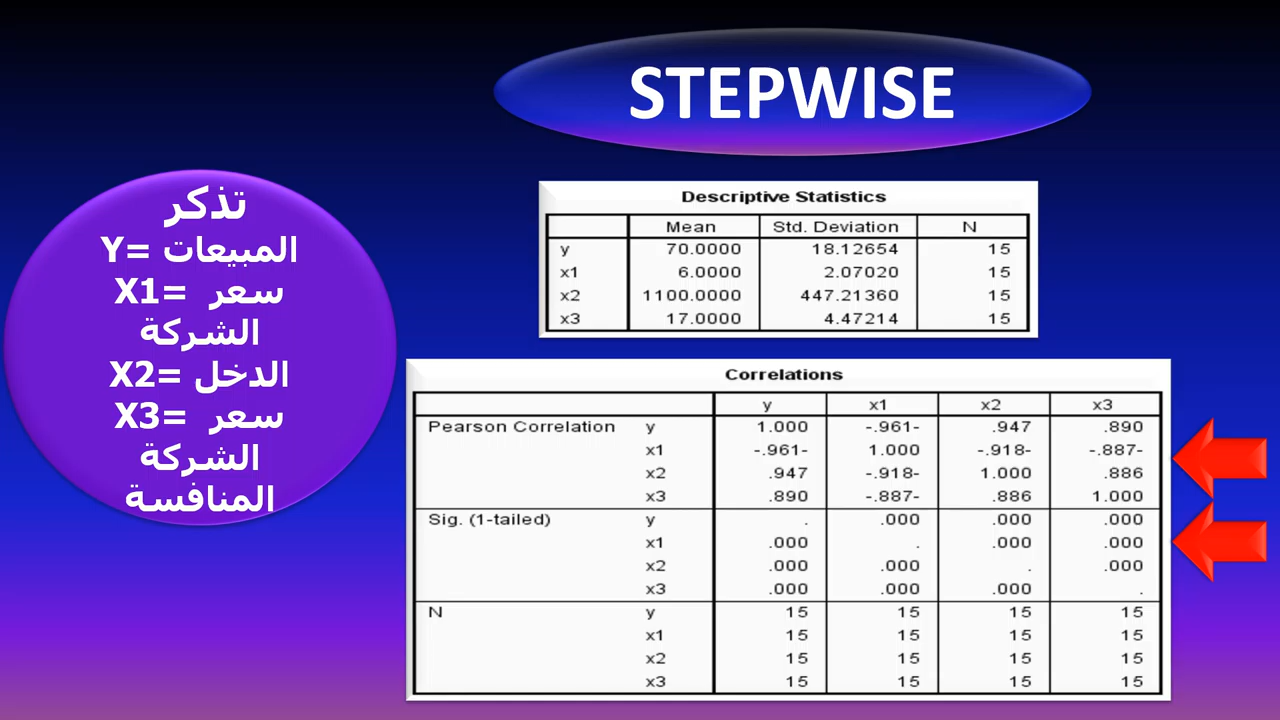 STEPWISE
تذكر
المبيعات =Y
سعر =X1
الشركة
الدخل =X2
سعر =X3
الشركة
المنافسة
Descriptive Statistics
Mean Std. Deviation N
y 70.0000 18.12654 15
x1 6.0000 2.07020 15
x2 1100.0000 447.21360 15
x3 17.0000 4.47214 15
Correlations
y x1 x2 x3
Pearson Correlation y 1.000 -.961- .947 .890
x1 -.961- 1.000 -.918- -.887-
x2 .947 -.918- 1.000 .886
x3 .890 -.887- .886 1.000
Sig. (1-tailed) y . .000 .000 .000
x1 .000 . .000 .000
x2 .000 .000 . .000
x3 .000 .000 .000 .
N y 15 15 15 15
x1 15 15 15 15
x2 15 15 15 15
x3 15 15 15 15